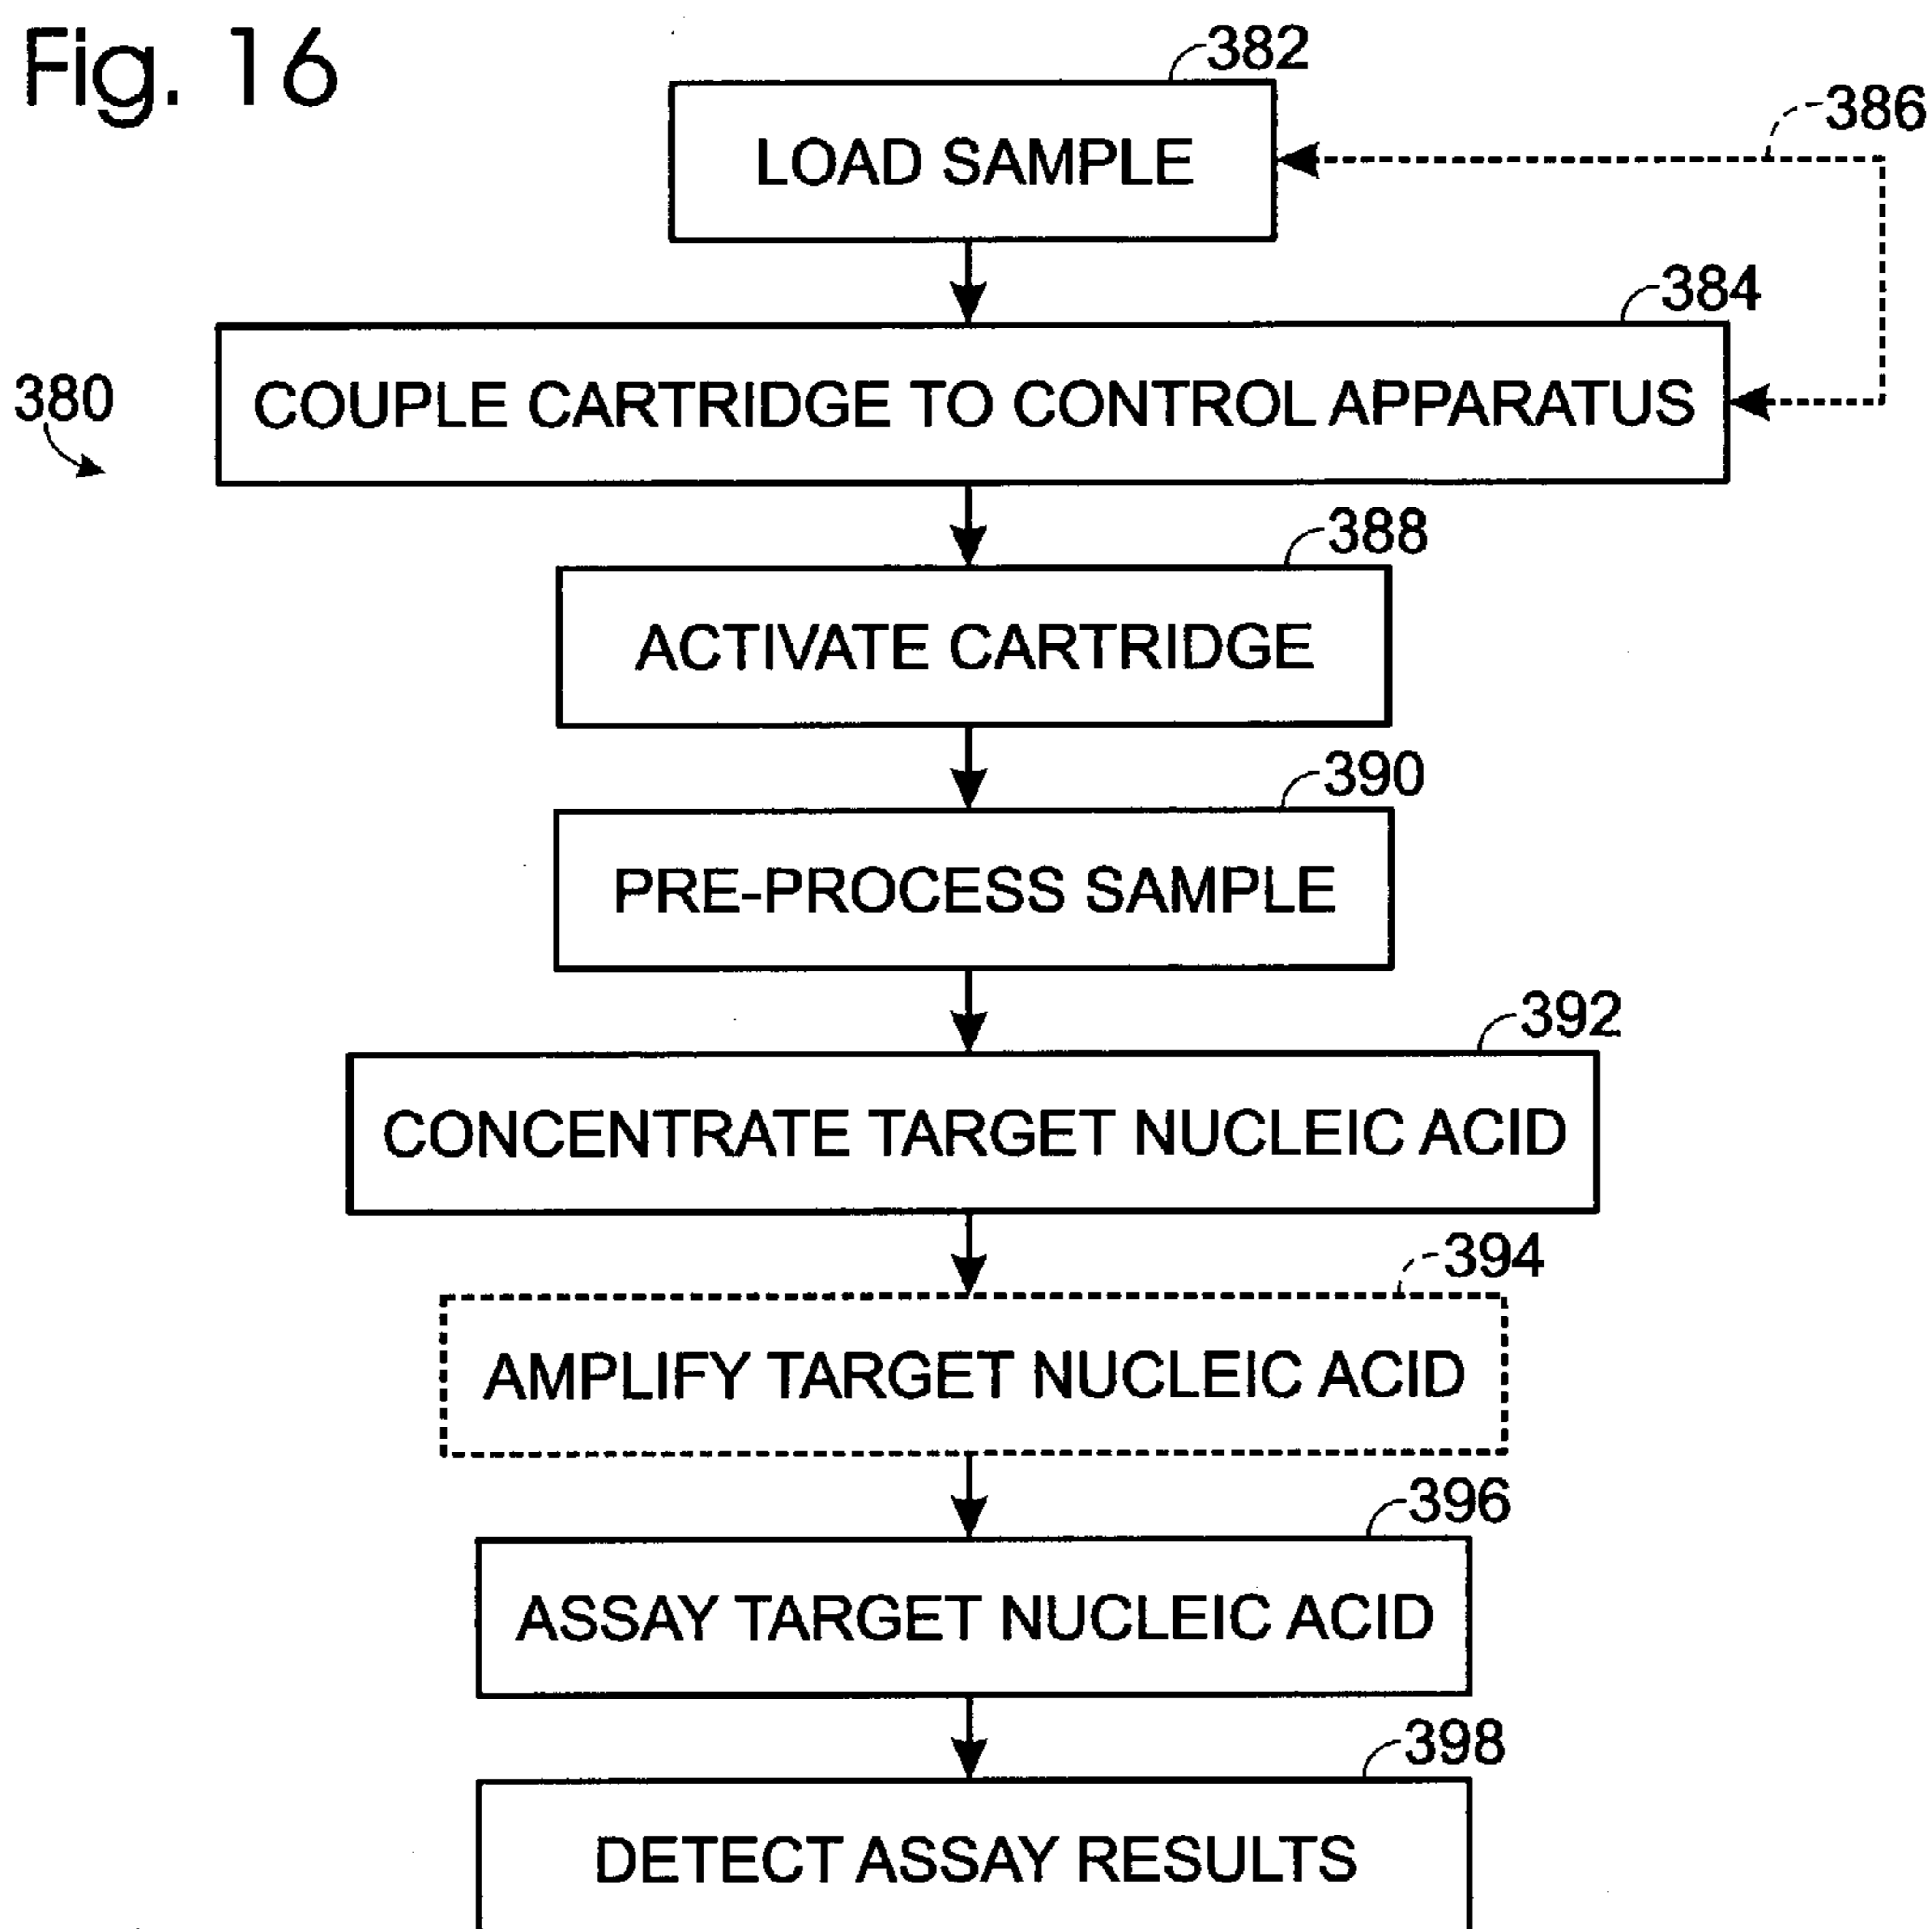 Fig. 16
382
LOAD SAMPLE
386
384
COUPLE CARTRIDGE TO CONTROL APPARATUS
380
388
ACTIVATE CARTRIDGE
390
PRE-PROCESS SAMPLE
392
CONCENTRATE TARGET NUCLEIC ACID
394
AMPLIFY TARGET NUCLEIC ACID
396
ASSAY TARGET NUCLEIC ACID
398
DETECT ASSAY RESULTS